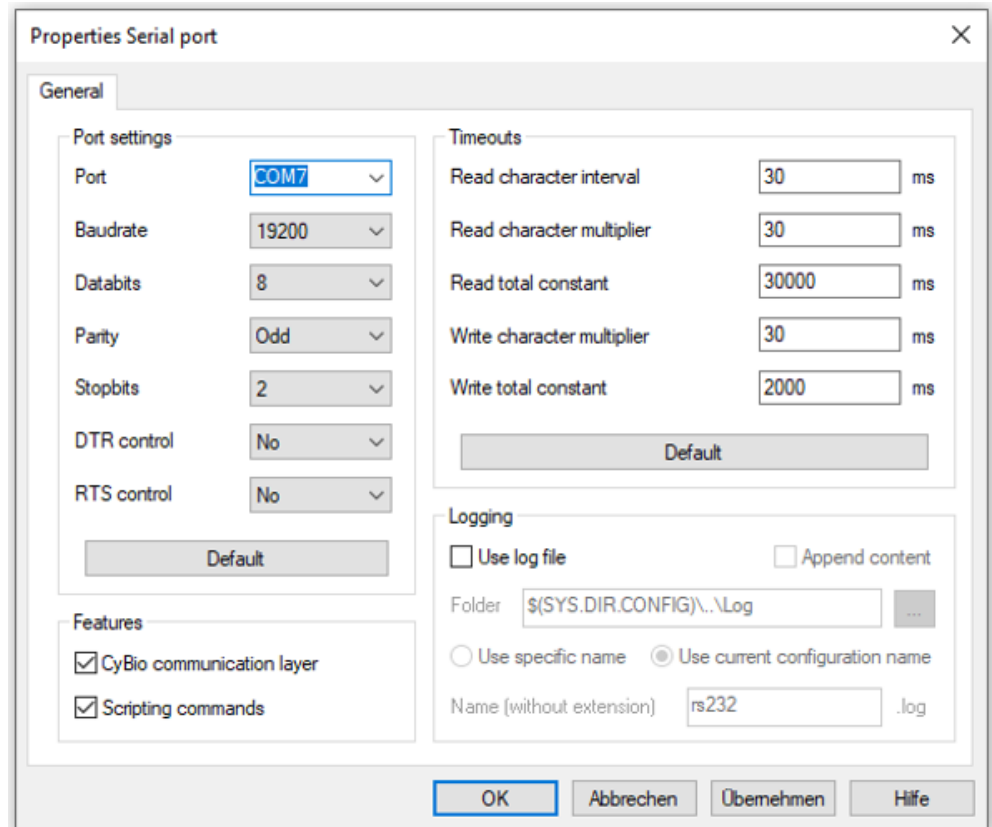 Properties Serial port
General
Port settings
Port COM7
Baudrate 19200
Databits 8
Parity Odd
Stopbits 2
DTR control No
RTS control No
Default
Features
CyBio communication layer
Scripting commands
Timeouts
Read character interval 30 ms
Read character multiplier 30 ms
Read total constant 30000 ms
Write character multiplier 30 ms
Write total constant 2000 ms
Default
Logging
Use log file Append content
Folder $(SYS.DIR.CONFIG)\..\Log ...
Use specific name Use current configuration name
Name (without extension) rs232 .log
OK Abbrechen Übernehmen Hilfe